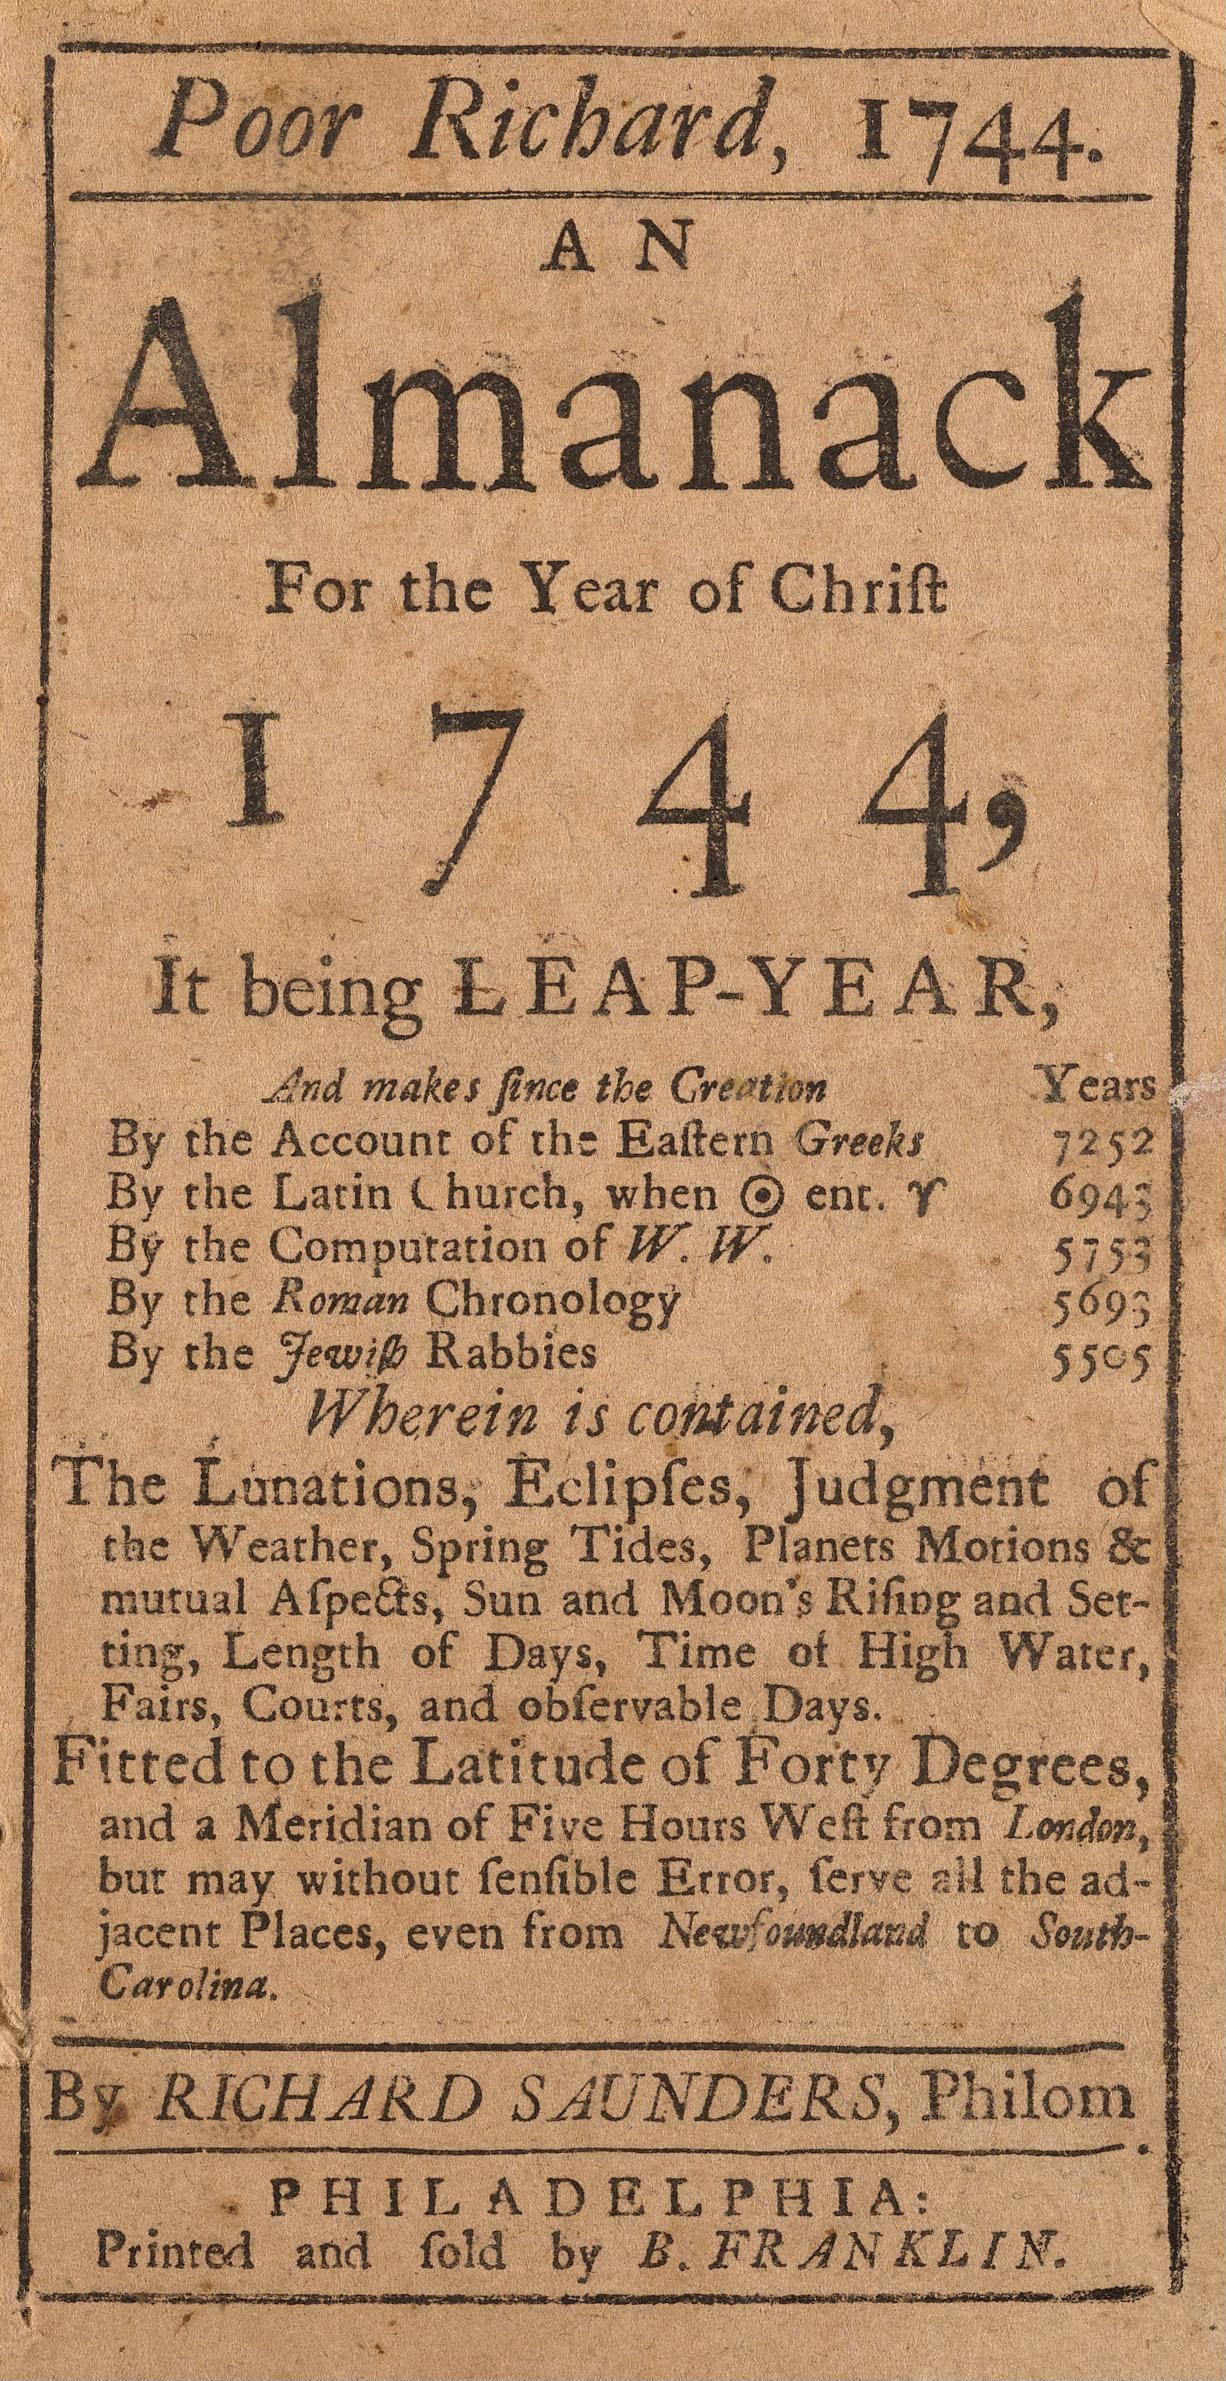 Poor Richard, 1744.
AN
Almanack
For the Year of Chriſt
1744,
It being LEAP-YEAR,
And makes ſince the Creation Years
By the Account of the Eaſtern Greeks 7252
By the Latin Church, when ☉ ent. ♈ 6943
By the Computation of W. W. 5753
By the Roman Chronology 5693
By the Jewiſh Rabbies 5505
Wherein is contained,
The Lunations, Eclipſes, Judgment of
the Weather, Spring Tides, Planets Motions &
mutual Aſpects, Sun and Moon's Riſing and Set-
ting, Length of Days, Time of High Water,
Fairs, Courts, and obſervable Days.
Fitted to the Latitude of Forty Degrees,
and a Meridian of Five Hours Weſt from London,
but may without ſenſible Error, ſerve all the ad-
jacent Places, even from Newfoundland to South-
Carolina.
By RICHARD SAUNDERS, Philom.
PHILADELPHIA:
Printed and ſold by B. FRANKLIN.